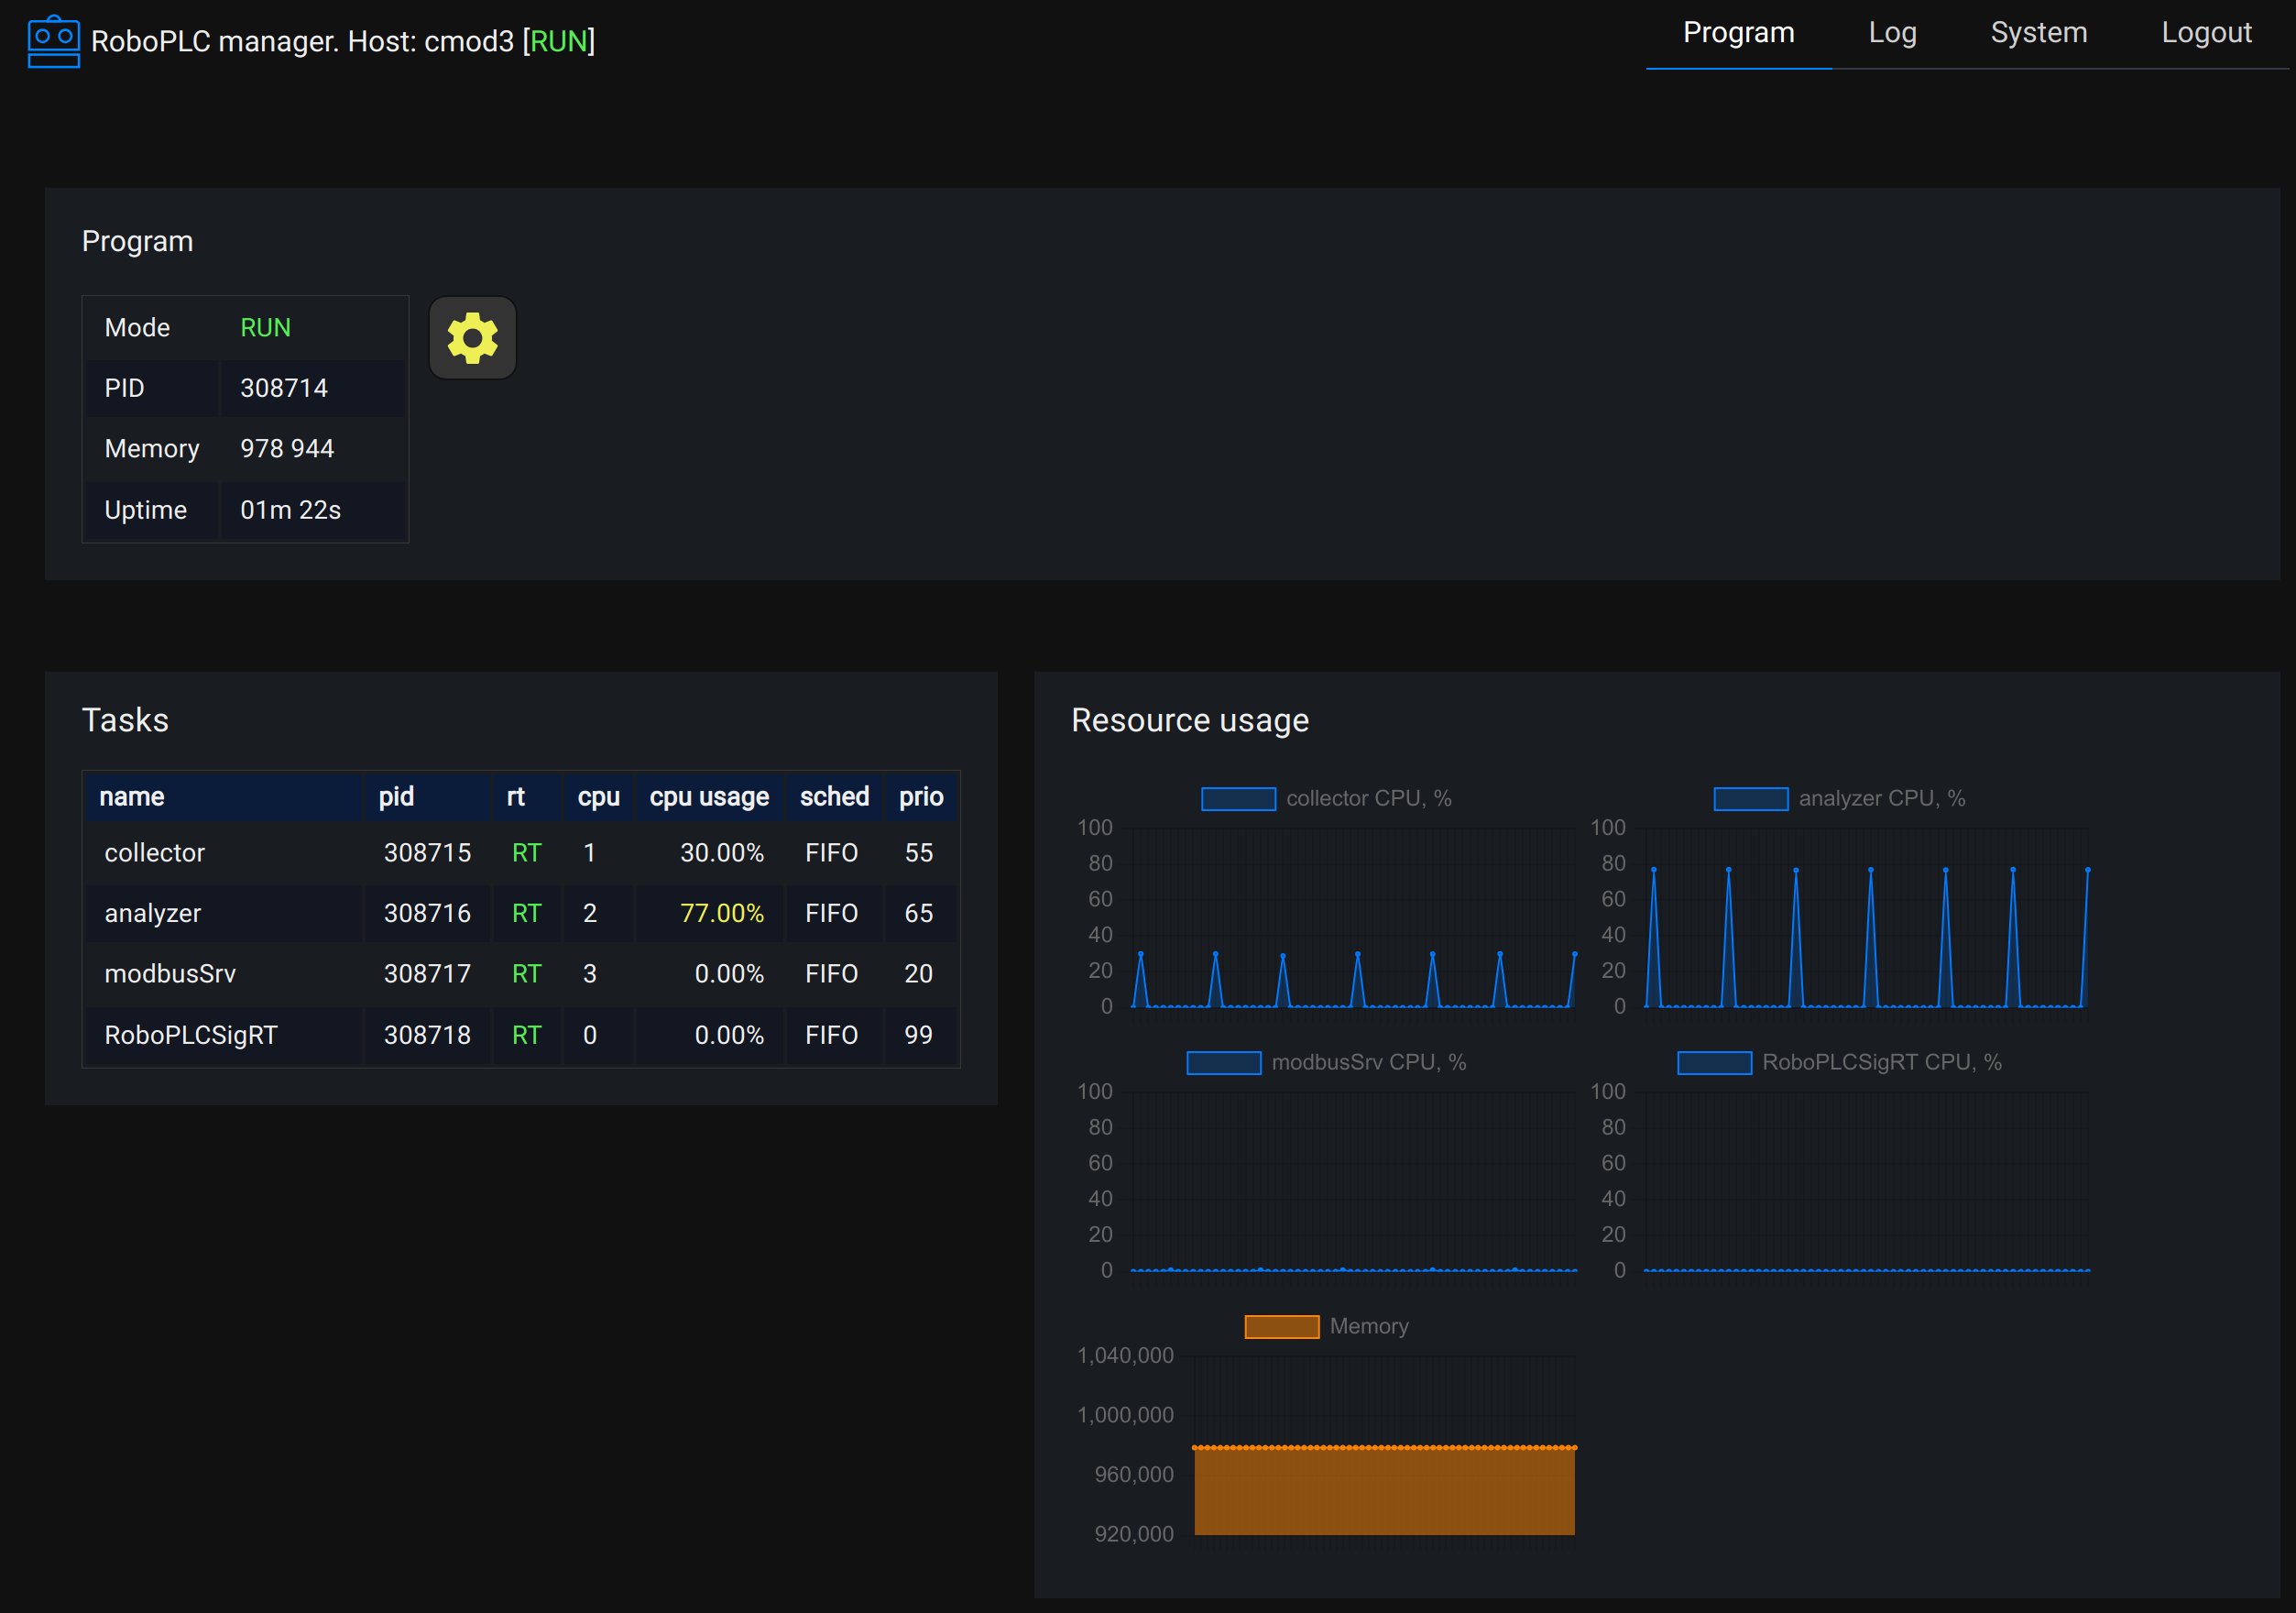 RoboPLC manager. Host: cmod3 [RUN]
Program Log System Logout
Program
Mode RUN
PID 308714
Memory 978 944
Uptime 01m 22s
Tasks
name pid rt cpu cpu usage sched prio
collector 308715 RT 1 30.00% FIFO 55
analyzer 308716 RT 2 77.00% FIFO 65
modbusSrv 308717 RT 3 0.00% FIFO 20
RoboPLCSigRT 308718 RT 0 0.00% FIFO 99
Resource usage
collector CPU, %
100
80
60
40
20
0
analyzer CPU, %
100
80
60
40
20
0
modbusSrv CPU, %
100
80
60
40
20
0
RoboPLCSigRT CPU, %
100
80
60
40
20
0
Memory
1,040,000
1,000,000
960,000
920,000